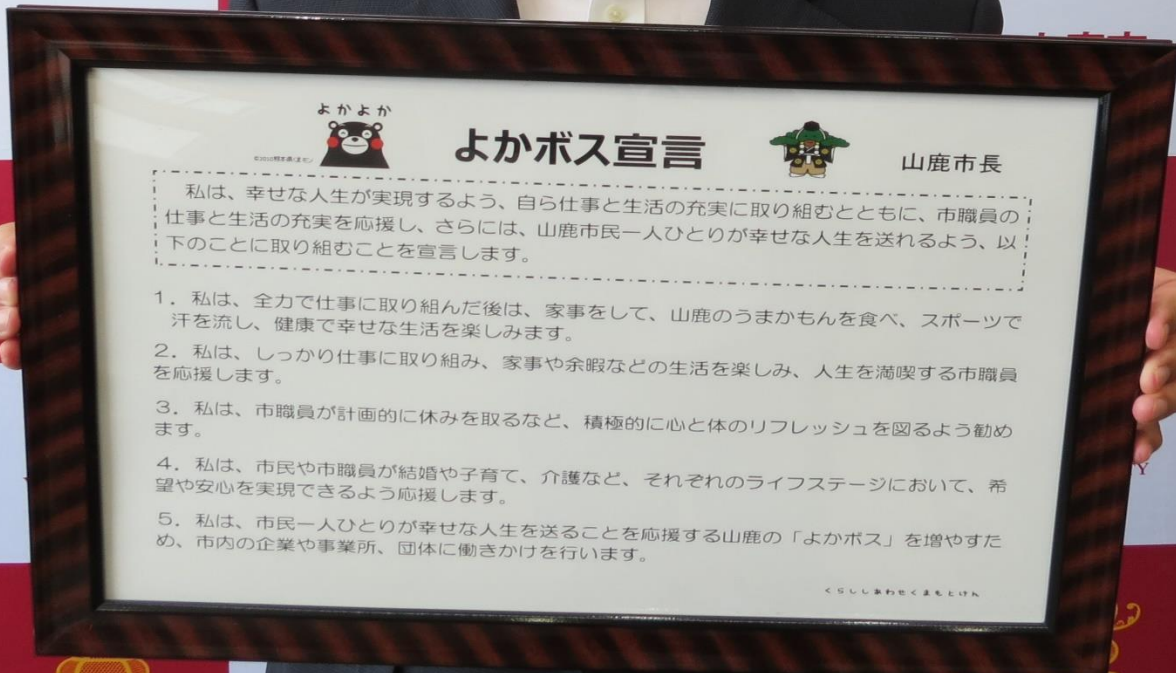 よかよか
©2010熊本県くまモン
よかボス宣言
山鹿市長
私は、幸せな人生が実現するよう、自ら仕事と生活の充実に取り組むとともに、市職員の
仕事と生活の充実を応援し、さらには、山鹿市民一人ひとりが幸せな人生を送れるよう、以
下のことに取り組むことを宣言します。
1．私は、全力で仕事に取り組んだ後は、家事をして、山鹿のうまかもんを食べ、スポーツで
汗を流し、健康で幸せな生活を楽しみます。
2．私は、しっかり仕事に取り組み、家事や余暇などの生活を楽しみ、人生を満喫する市職員
を応援します。
3．私は、市職員が計画的に休みを取るなど、積極的に心と体のリフレッシュを図るよう勧め
ます。
4．私は、市民や市職員が結婚や子育て、介護など、それぞれのライフステージにおいて、希
望や安心を実現できるよう応援します。
5．私は、市民一人ひとりが幸せな人生を送ることを応援する山鹿の「よかボス」を増やすた
め、市内の企業や事業所、団体に働きかけを行います。
くらししあわせくまもとけん